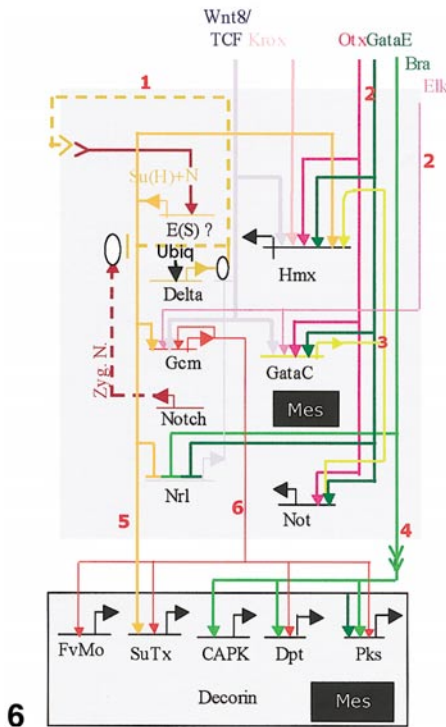 Wnt8/
TCF Krox Otx GataE
Bra
Elk
1
2
2
Su(H)+N
E(S) ?
Ubiq
Delta
Hmx
Zyg. N.
Gcm
GataC
3
Notch
Mes
Nrl
Not
5
6
4
FvMo SuTx CAPK Dpt Pks
Decorin
Mes
6